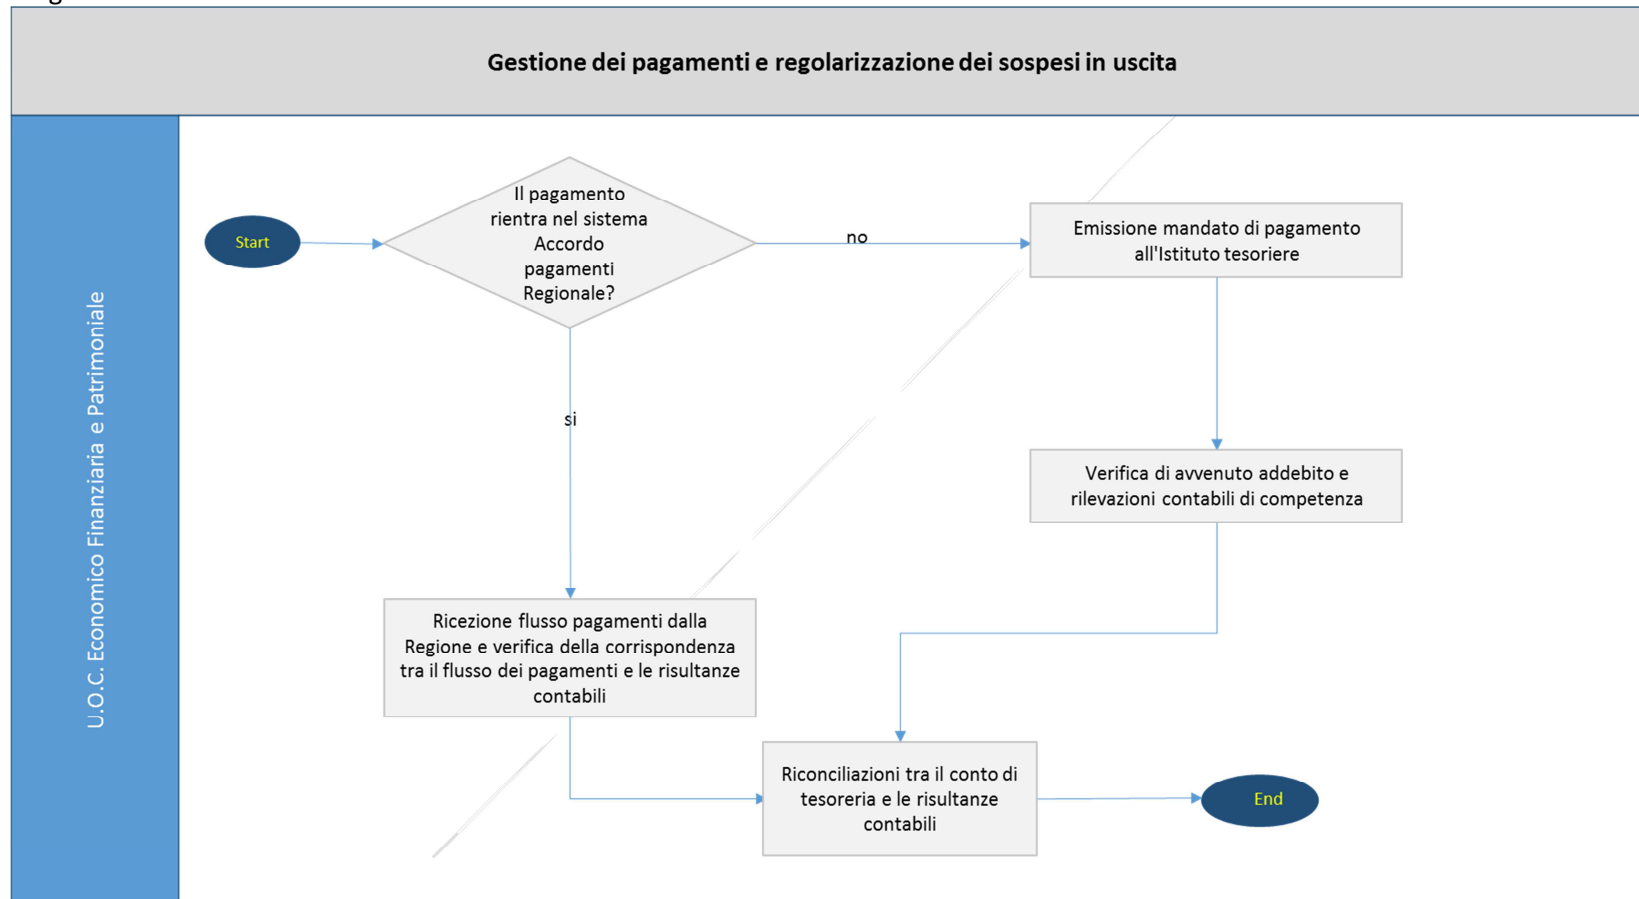 Gestione dei pagamenti e regolarizzazione dei sospesi in uscita
U.O.C. Economico Finanziaria e Patrimoniale
Start
Il pagamento
rientra nel sistema
Accordo
pagamenti
Regionale?
no
Emissione mandato di pagamento
all'Istituto tesoriere
si
Verifica di avvenuto addebito e
rilevazioni contabili di competenza
Ricezione flusso pagamenti dalla
Regione e verifica della corrispondenza
tra il flusso dei pagamenti e le risultanze
contabili
Riconciliazioni tra il conto di
tesoreria e le risultanze
contabili
End